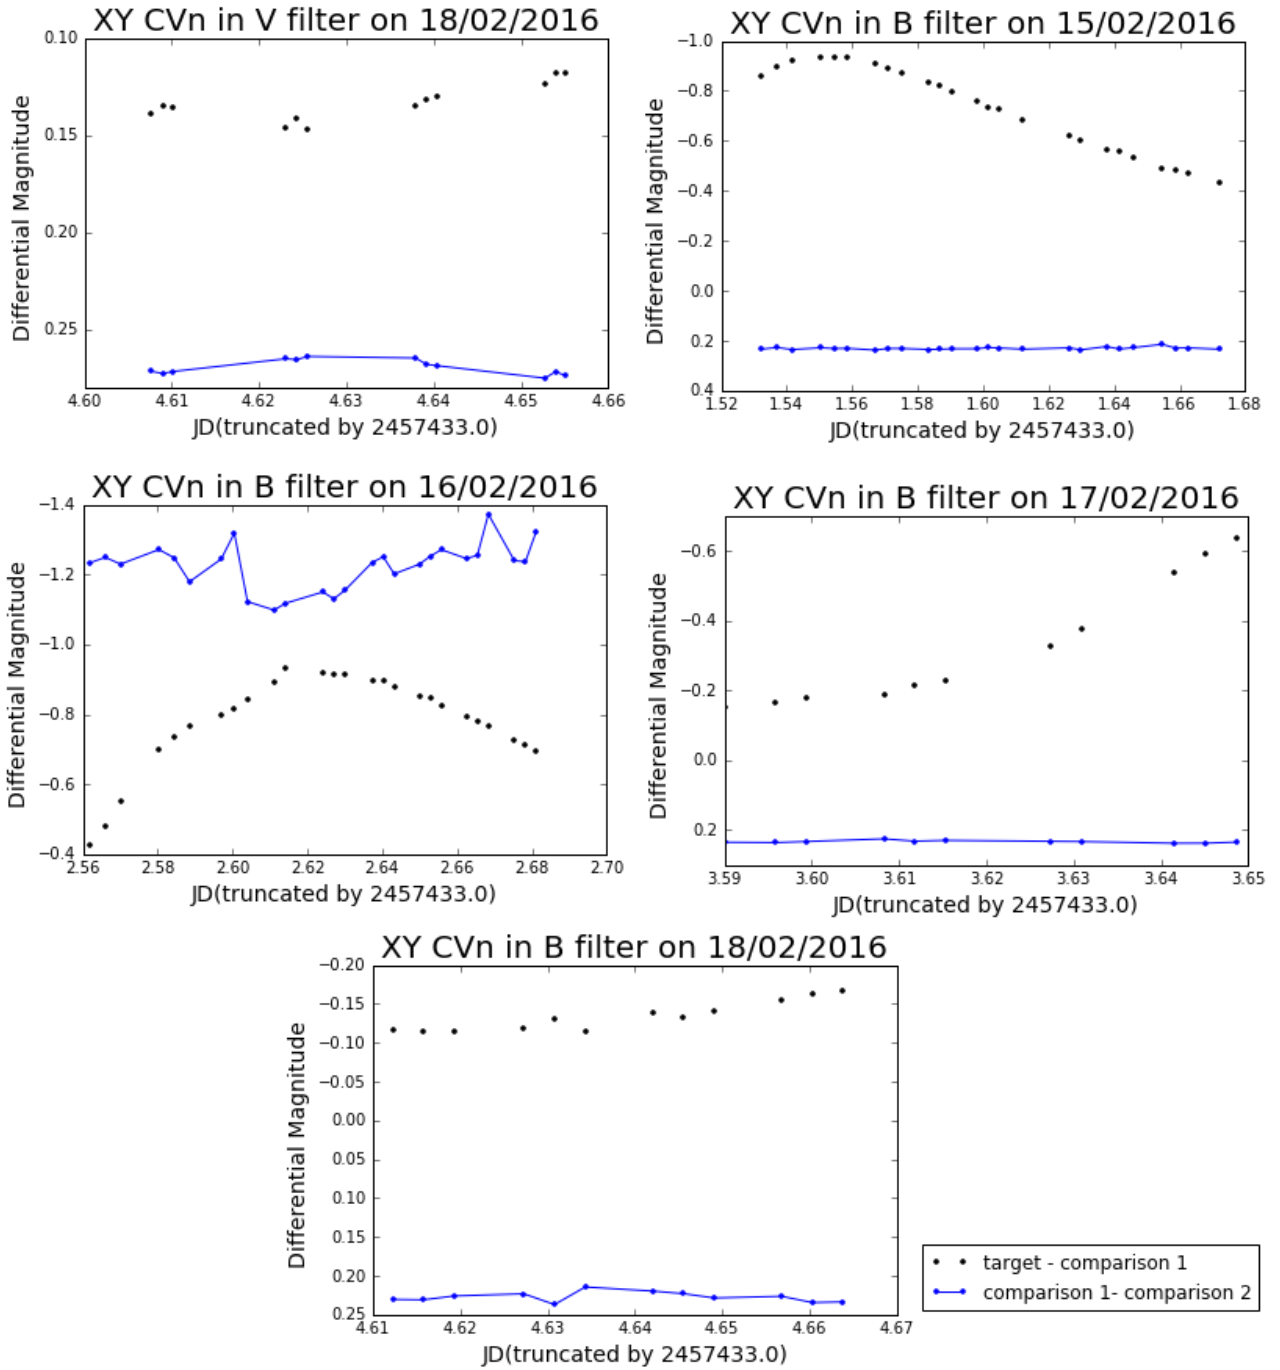 XY CVn in V filter on 18/02/2016
0.10
0.15
0.20
0.25
Differential Magnitude
4.60 4.61 4.62 4.63 4.64 4.65 4.66
JD(truncated by 2457433.0)
XY CVn in B filter on 15/02/2016
−1.0
−0.8
−0.6
−0.4
−0.2
0.0
0.2
0.4
Differential Magnitude
1.52 1.54 1.56 1.58 1.60 1.62 1.64 1.66 1.68
JD(truncated by 2457433.0)
XY CVn in B filter on 16/02/2016
−1.4
−1.2
−1.0
−0.8
−0.6
−0.4
Differential Magnitude
2.56 2.58 2.60 2.62 2.64 2.66 2.68 2.70
JD(truncated by 2457433.0)
XY CVn in B filter on 17/02/2016
−0.6
−0.4
−0.2
0.0
0.2
Differential Magnitude
3.59 3.60 3.61 3.62 3.63 3.64 3.65
JD(truncated by 2457433.0)
XY CVn in B filter on 18/02/2016
−0.20
−0.15
−0.10
−0.05
0.00
0.05
0.10
0.15
0.20
0.25
Differential Magnitude
4.61 4.62 4.63 4.64 4.65 4.66 4.67
JD(truncated by 2457433.0)
target - comparison 1
comparison 1- comparison 2